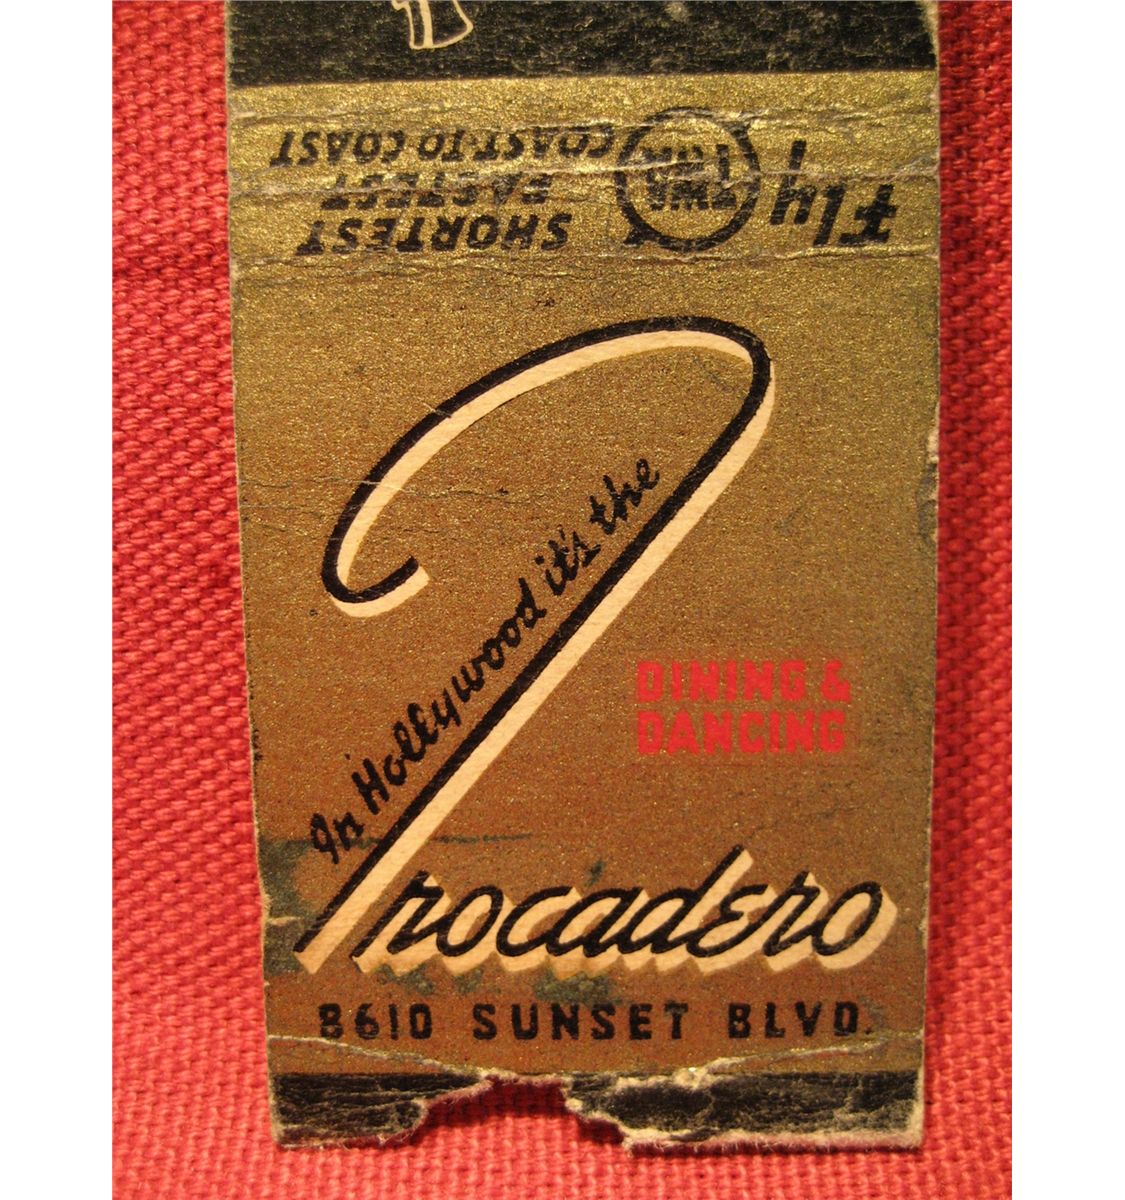 Fly TWA SHORTEST
FASTEST
COAST-TO-COAST
In Hollywood it's the
Trocadero
DINING &
DANCING
8610 SUNSET BLVD.